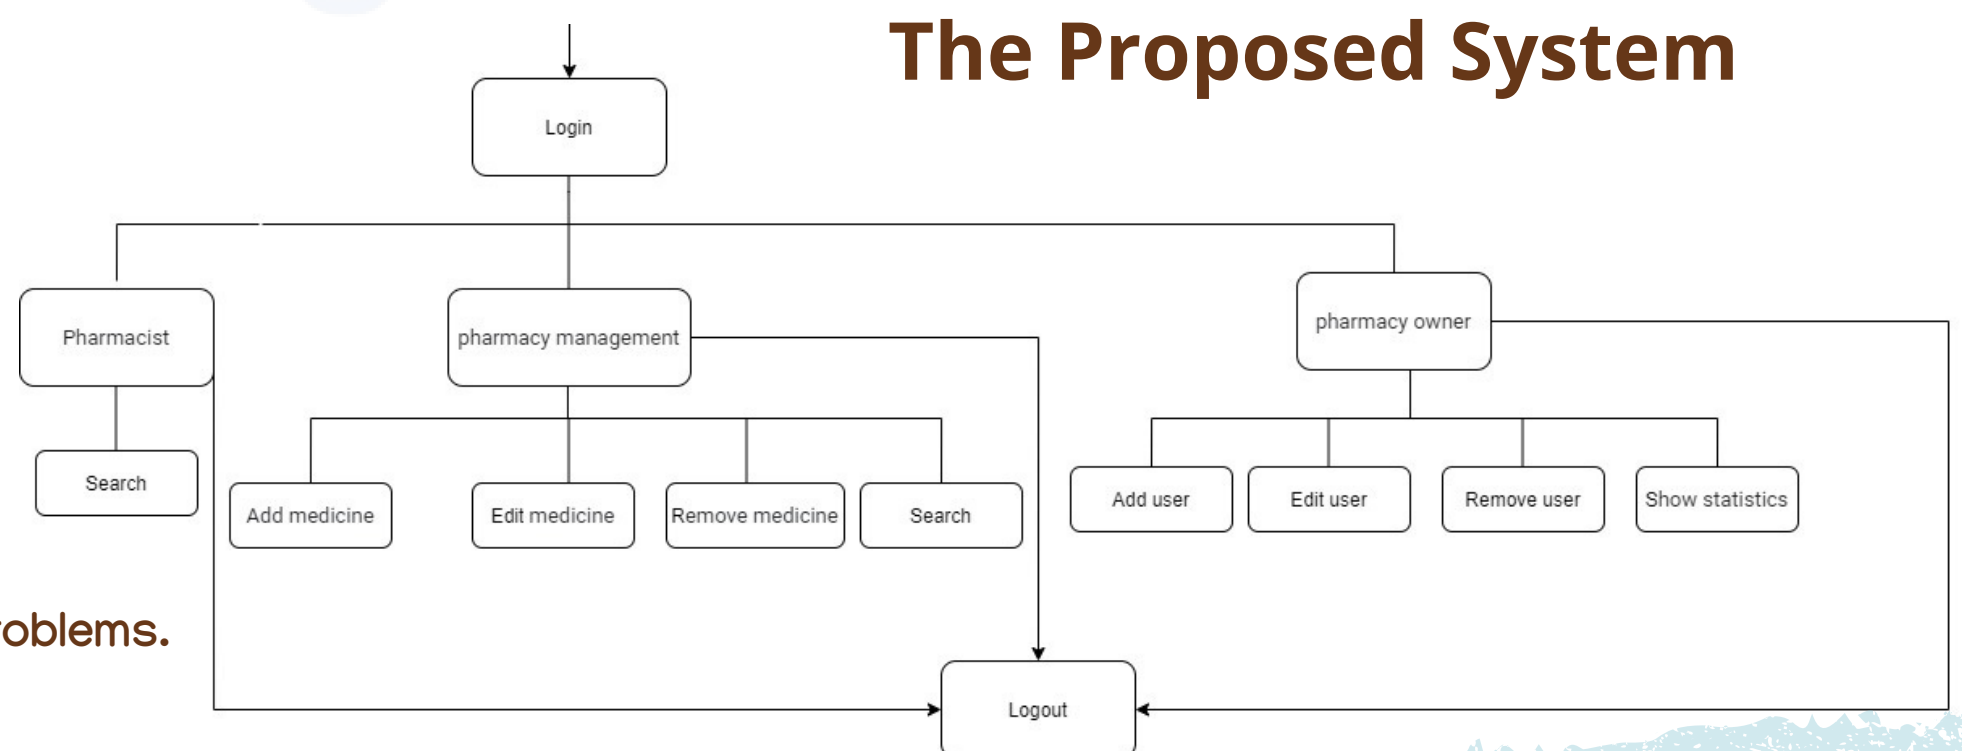 The Proposed System
Login
Pharmacist
pharmacy management
pharmacy owner
Search
Add medicine
Edit medicine
Remove medicine
Search
Add user
Edit user
Remove user
Show statistics
roblems.
Logout